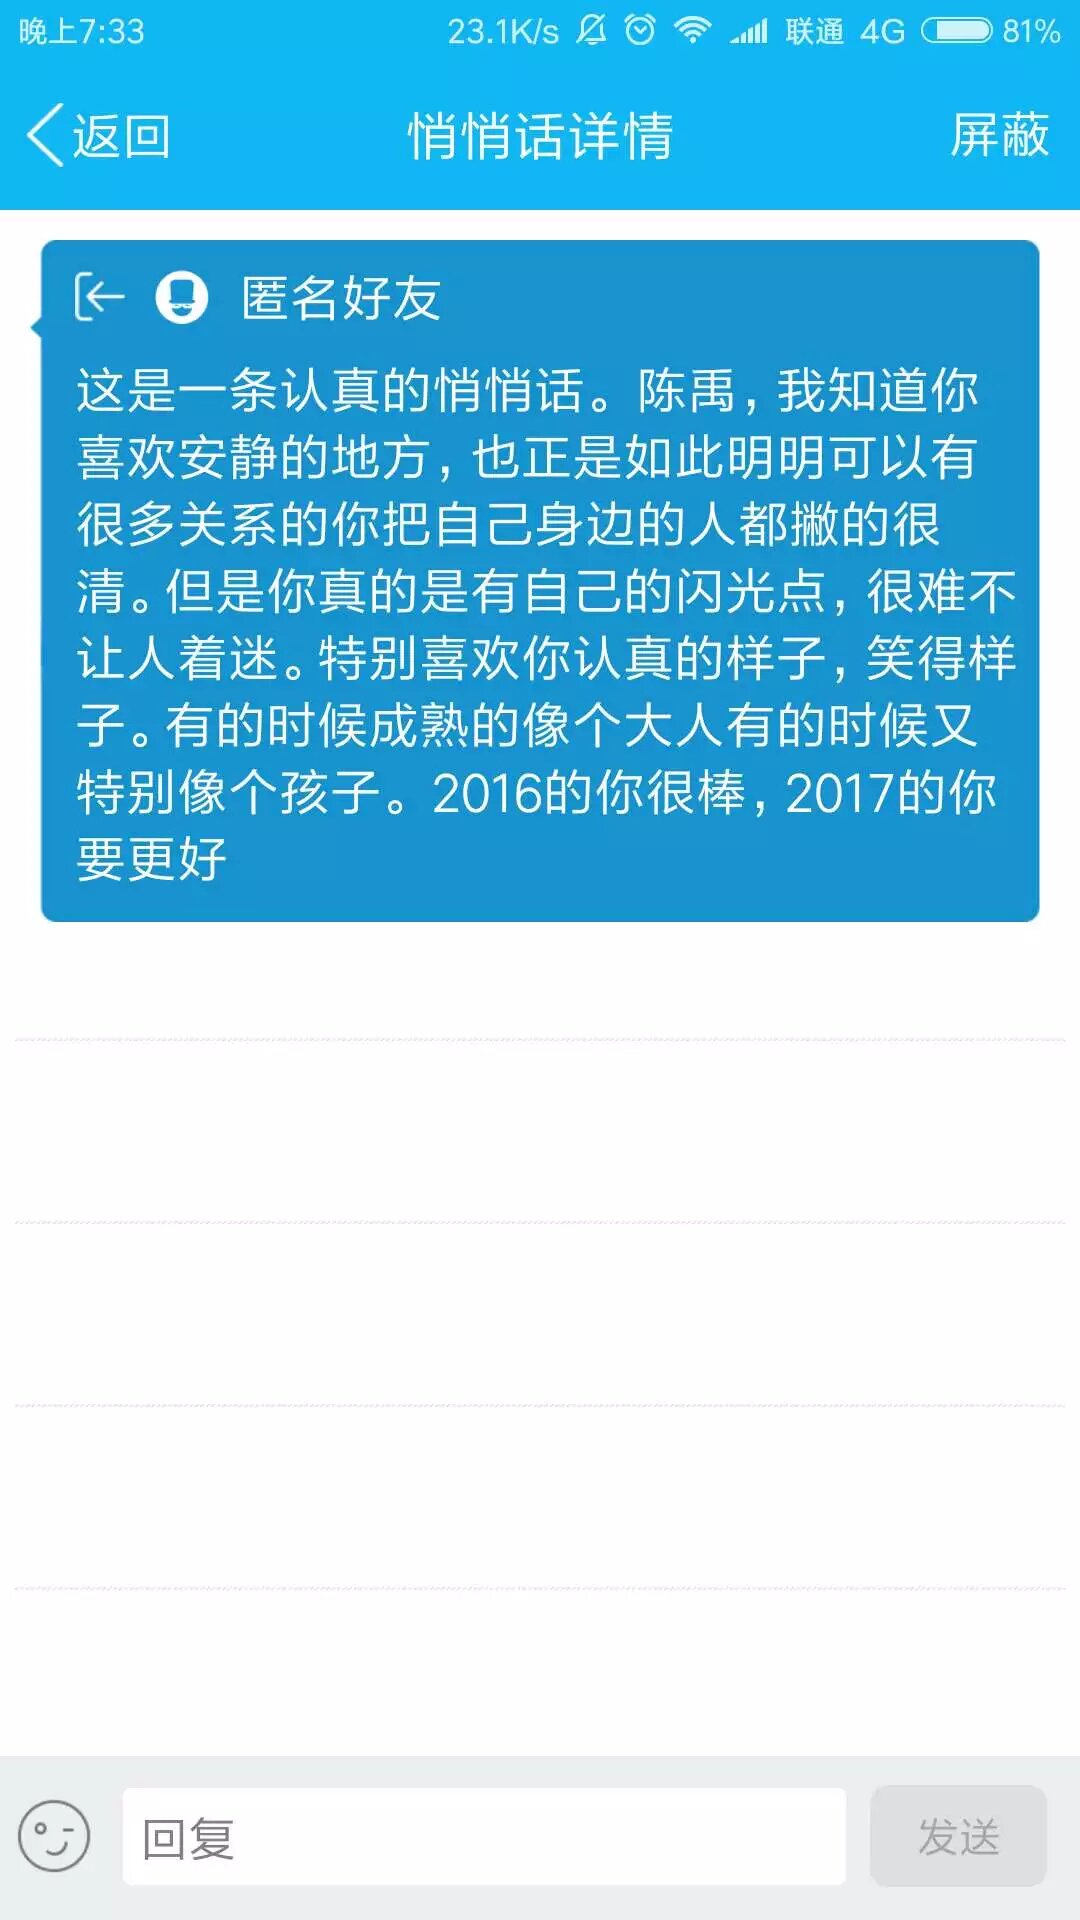 晚上7:33 23.1K/s 联通 4G 81%
返回 悄悄话详情 屏蔽
匿名好友
这是一条认真的悄悄话。陈禹，我知道你
喜欢安静的地方，也正是如此明明可以有
很多关系的你把自己身边的人都撇的很
清。但是你真的是有自己的闪光点，很难不
让人着迷。特别喜欢你认真的样子，笑得样
子。有的时候成熟的像个大人有的时候又
特别像个孩子。2016的你很棒，2017的你
要更好
回复 发送